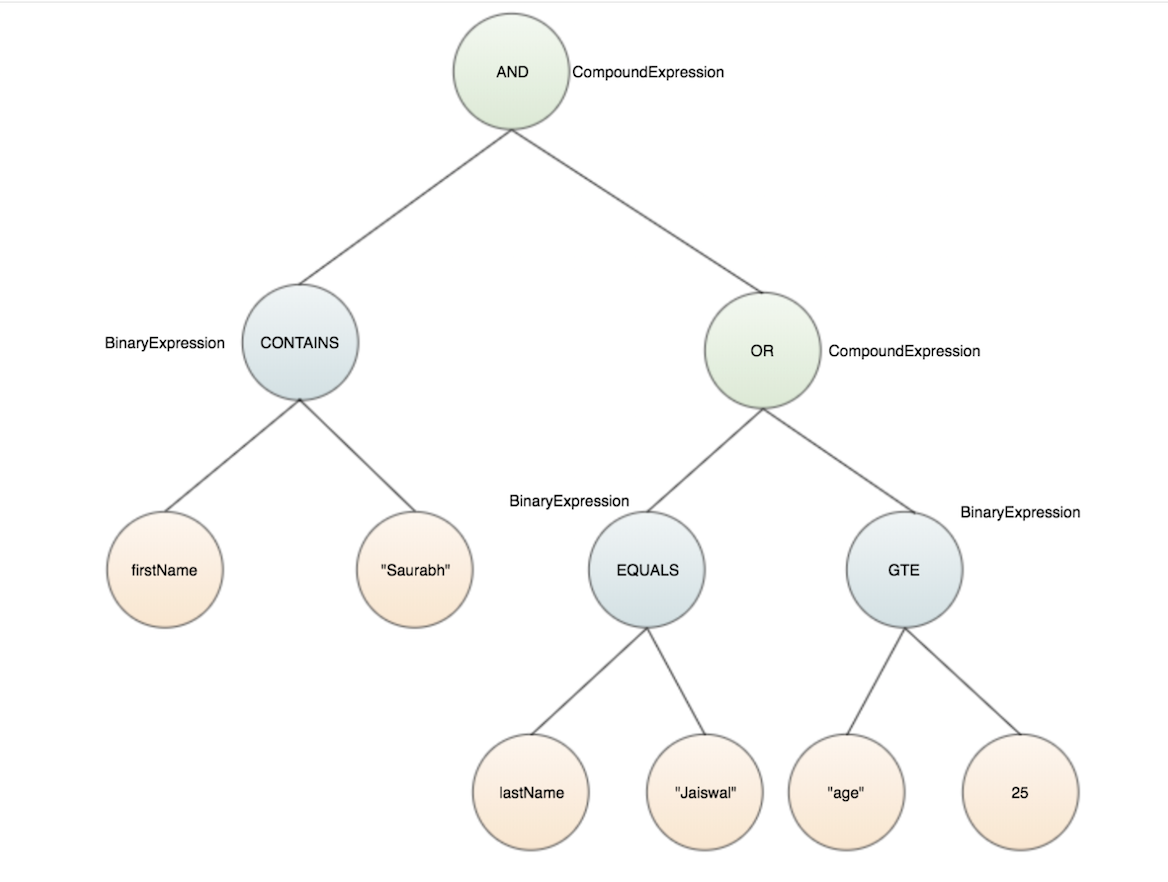 AND
CompoundExpression
BinaryExpression
CONTAINS
OR
CompoundExpression
BinaryExpression
BinaryExpression
firstName
"Saurabh"
EQUALS
GTE
lastName
"Jaiswal"
"age"
25